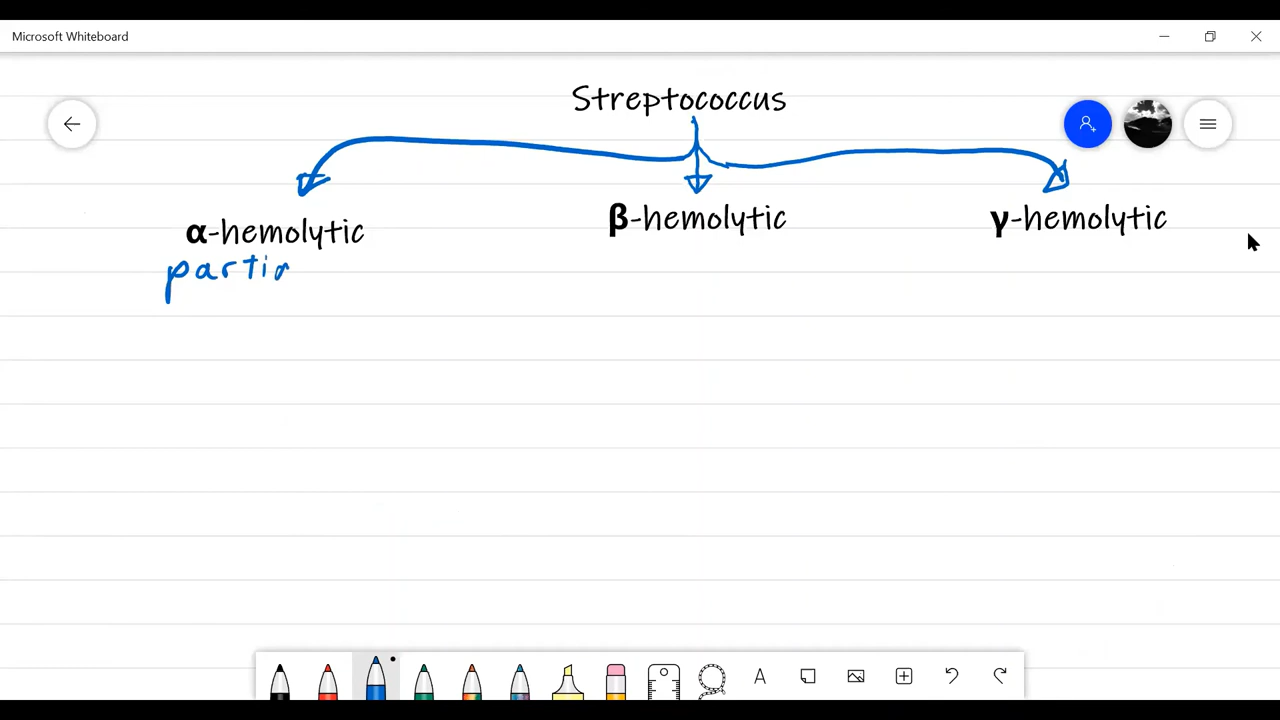 Microsoft Whiteboard
Streptococcus
α-hemolytic
β-hemolytic
γ-hemolytic
partia